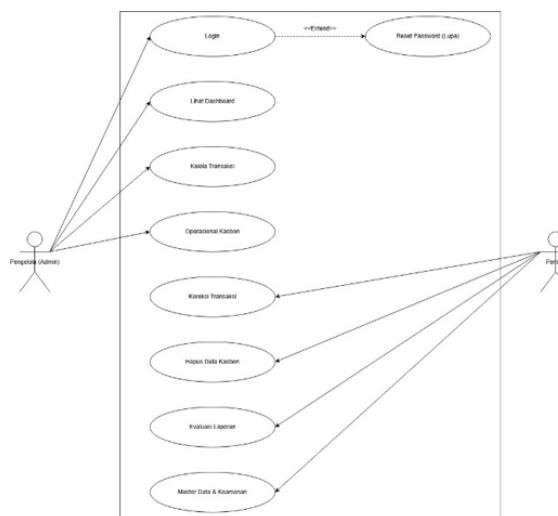 Login
<<Extend>>
Reset Password (Lupa)
Lihat Dashboard
Kelola Transaksi
Operasional Kasbon
Pengelola (Admin)
Koreksi Transaksi
Hapus Data Kasbon
Evaluasi Laporan
Master Data & Keamanan